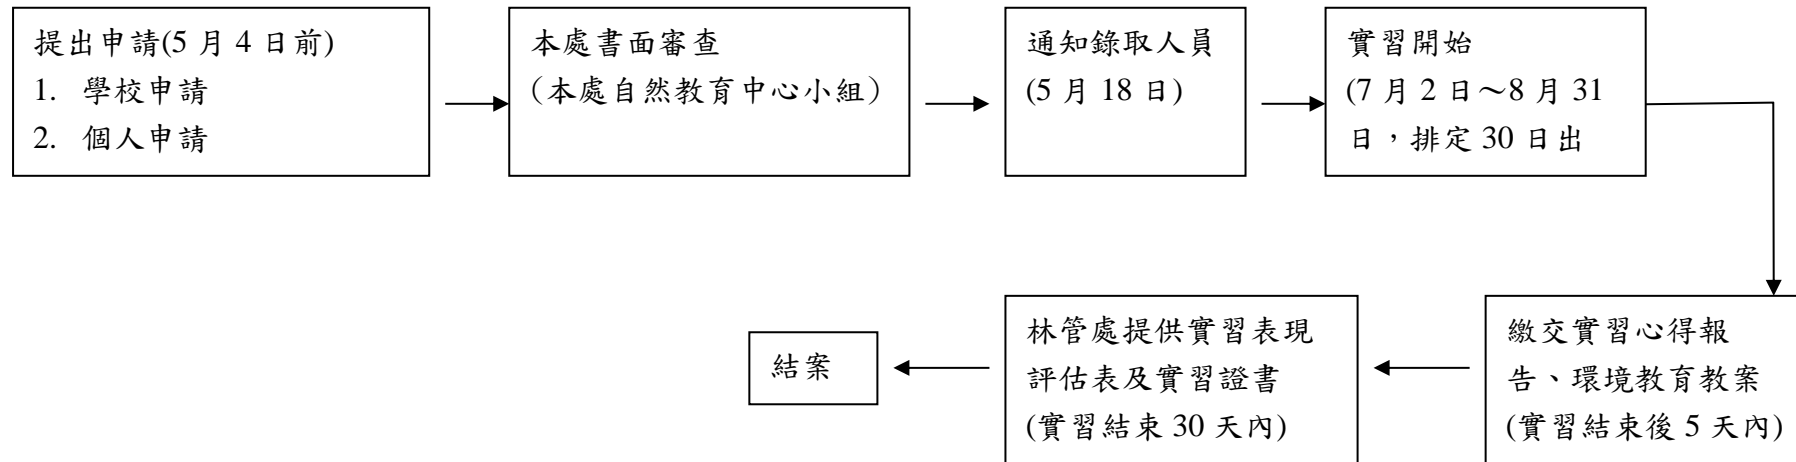 提出申請(5 月 4 日前)
1. 學校申請
2. 個人申請
本處書面審查
（本處自然教育中心小組）
通知錄取人員
(5 月 18 日)
實習開始
(7 月 2 日～8 月 31
日，排定 30 日出
繳交實習心得報
告、環境教育教案
(實習結束後 5 天內)
林管處提供實習表現
評估表及實習證書
(實習結束 30 天內)
結案